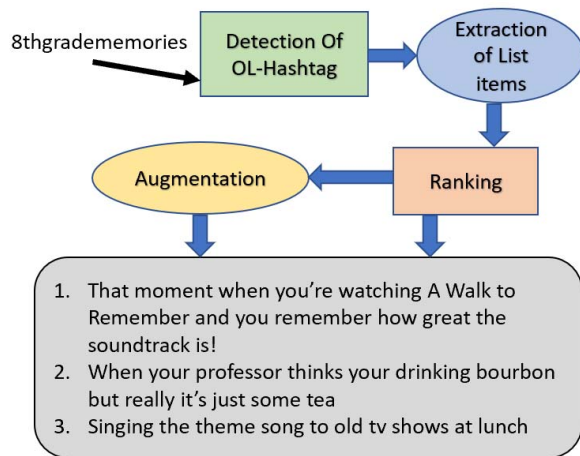 8thgradememories
Detection Of
OL-Hashtag
Extraction
of List
items
Augmentation
Ranking
1. That moment when you’re watching A Walk to
Remember and you remember how great the
soundtrack is!
2. When your professor thinks your drinking bourbon
but really it’s just some tea
3. Singing the theme song to old tv shows at lunch